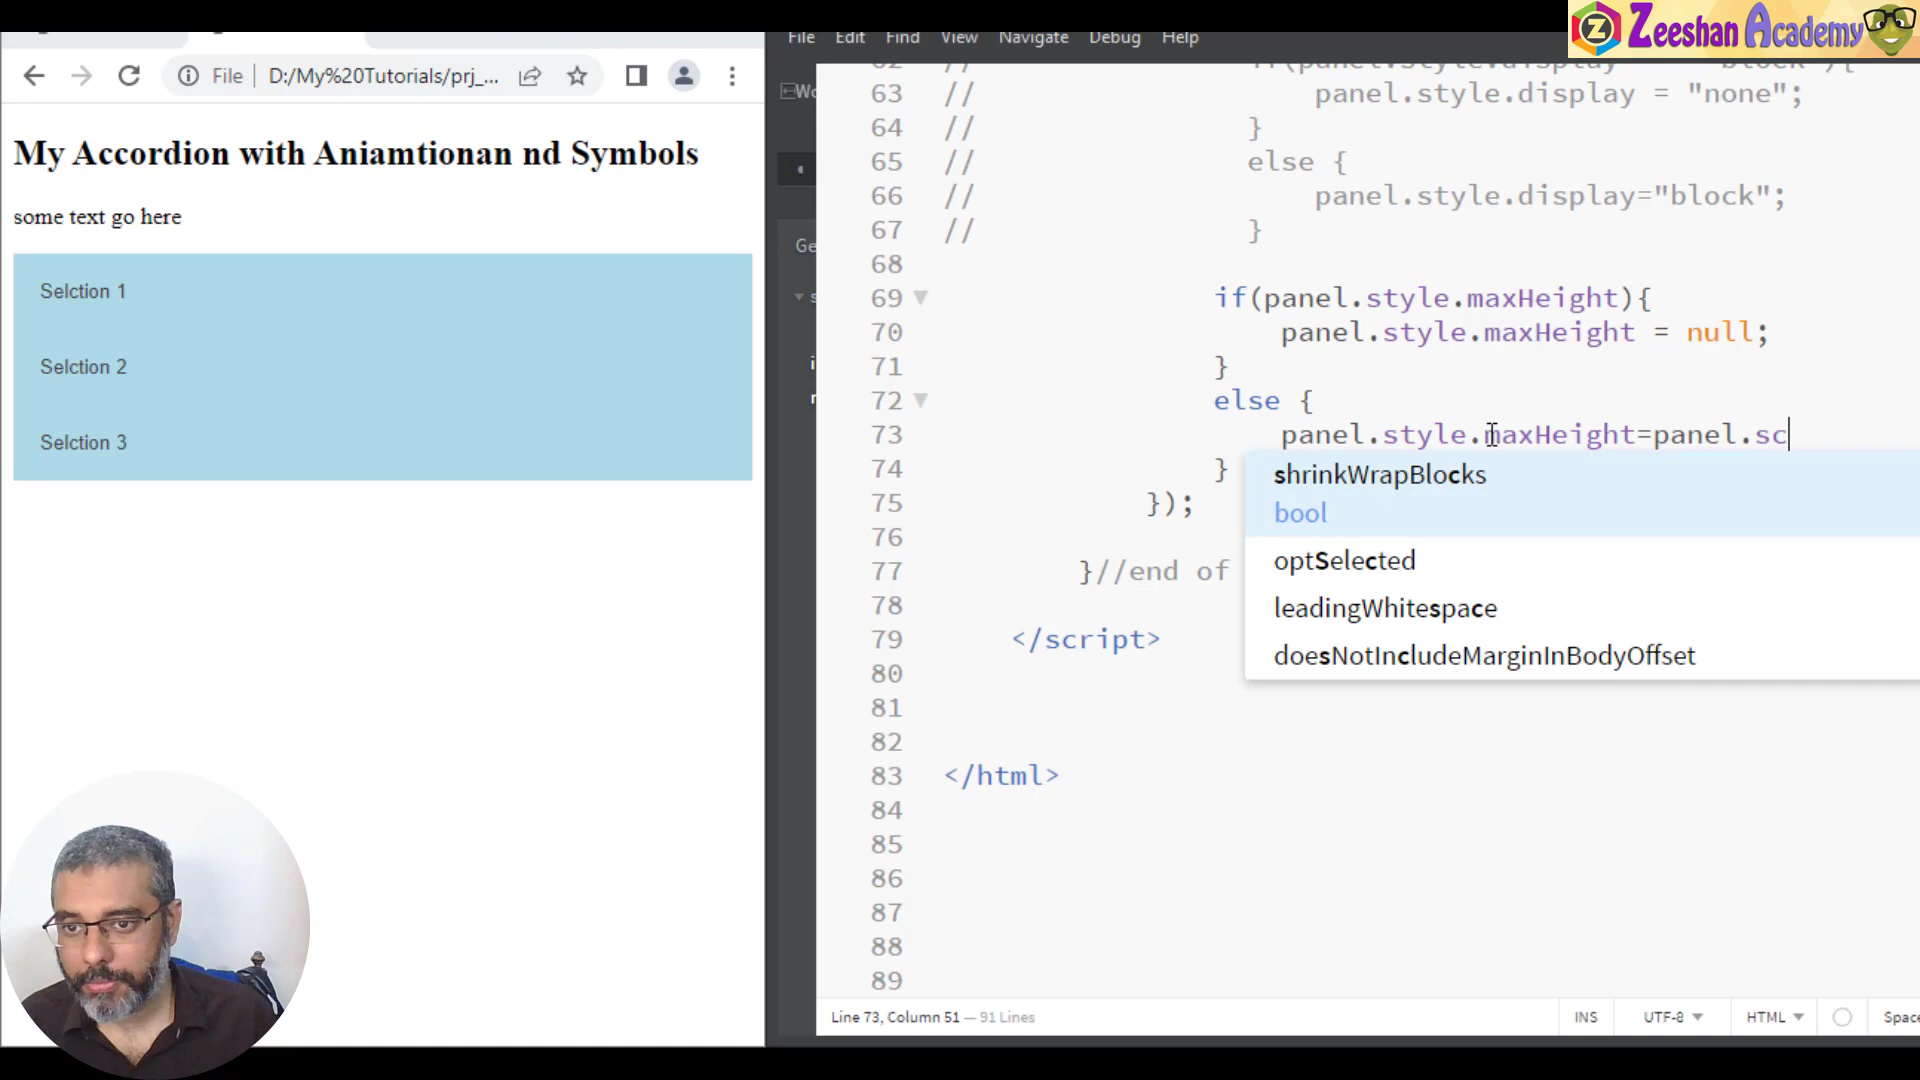 Zeeshan Academy
File Edit Find View Navigate Debug Help
File D:/My%20Tutorials/prj_...
My Accordion with Aniamtionan nd Symbols
some text go here
Selction 1
Selction 2
Selction 3
63 // panel.style.display = "none";
64 // }
65 // else {
66 // panel.style.display="block";
67 // }
68
69 if(panel.style.maxHeight){
70 panel.style.maxHeight = null;
71 }
72 else {
73 panel.style.maxHeight=panel.sc
74 }
75 });
76
77 }//end of
78
79 </script>
80
81
82
83 </html>
84
85
86
87
88
89
shrinkWrapBlocks
bool
optSelected
leadingWhitespace
doesNotIncludeMarginInBodyOffset
Line 73, Column 51 — 91 Lines
INS UTF-8 HTML Space